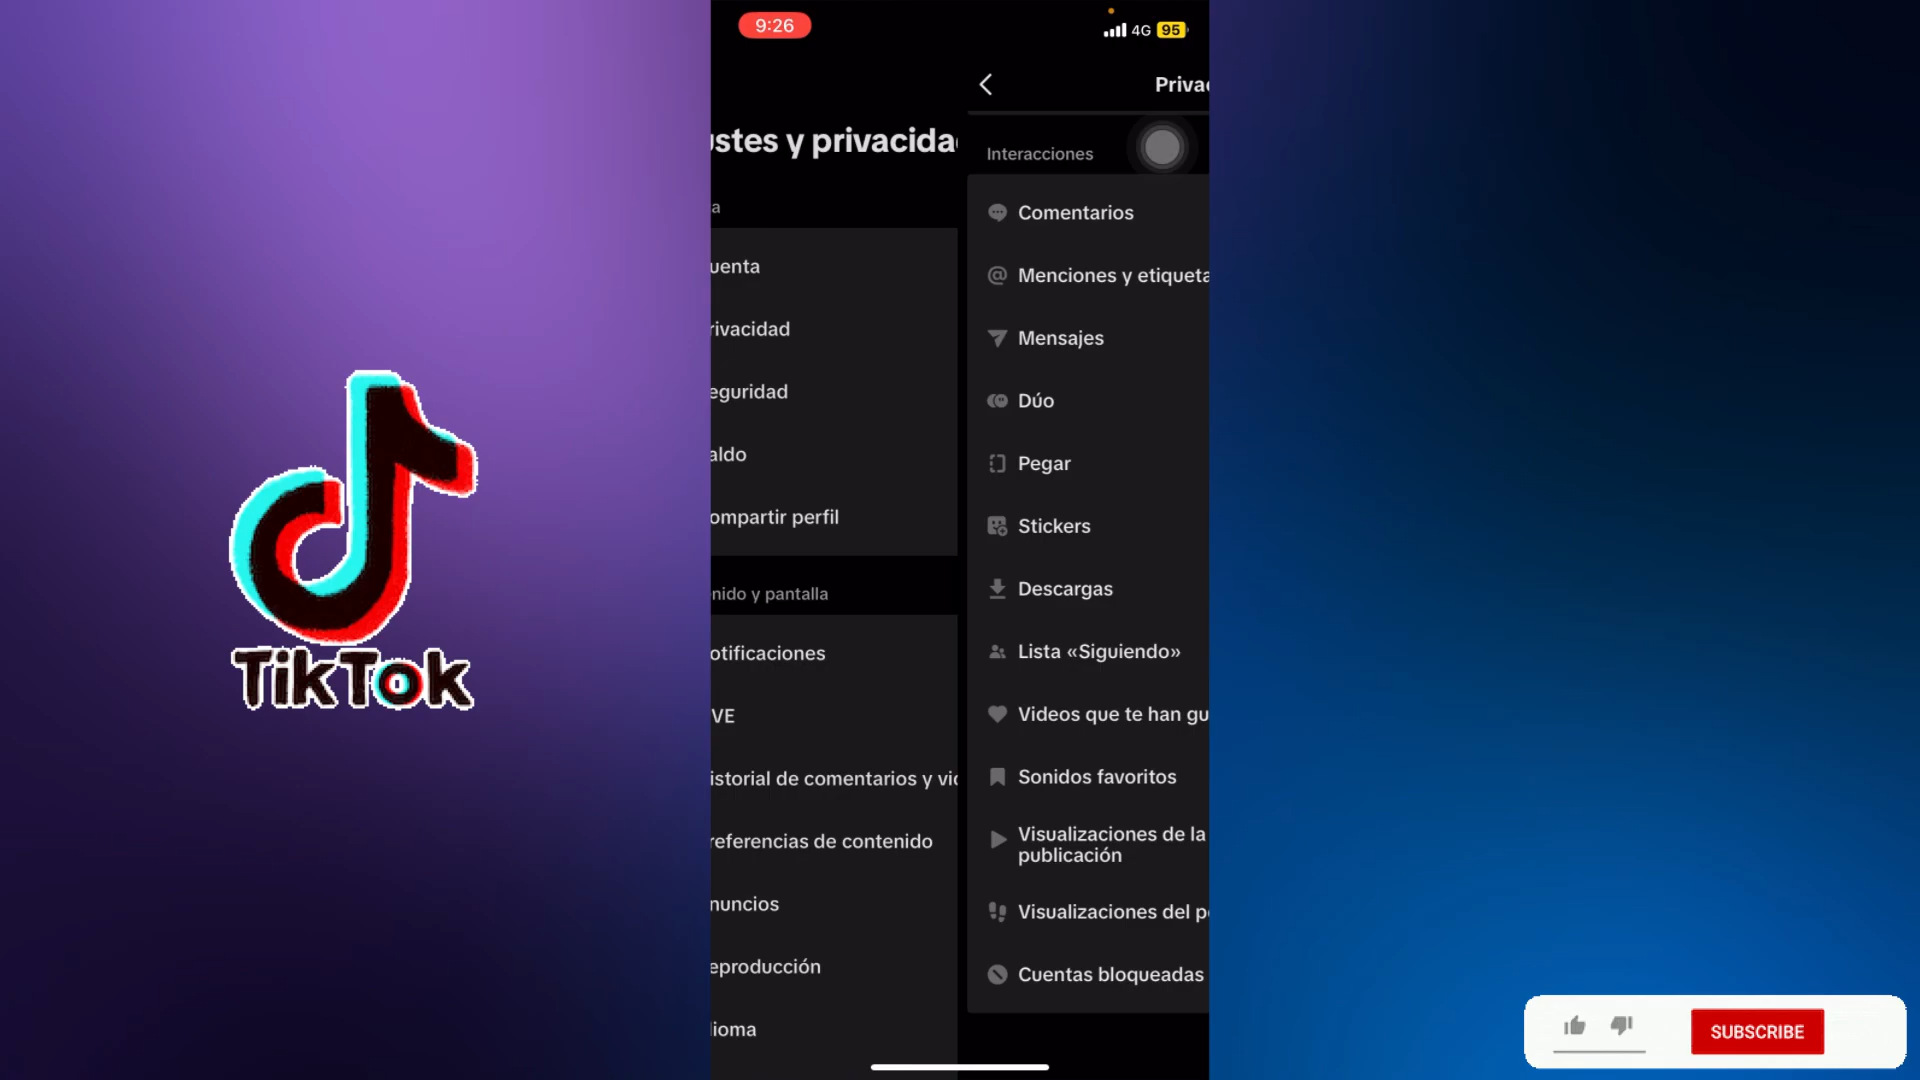 9:26
4G 95
ustes y privacida
a
uenta
rivacidad
eguridad
aldo
ompartir perfil
nido y pantalla
otificaciones
VE
istorial de comentarios y vid
referencias de contenido
nuncios
eproducción
lioma
Priva
Interacciones
Comentarios
Menciones y etiqueta
Mensajes
Dúo
Pegar
Stickers
Descargas
Lista «Siguiendo»
Videos que te han gu
Sonidos favoritos
Visualizaciones de la
publicación
Visualizaciones del p
Cuentas bloqueadas
TikTok
SUBSCRIBE